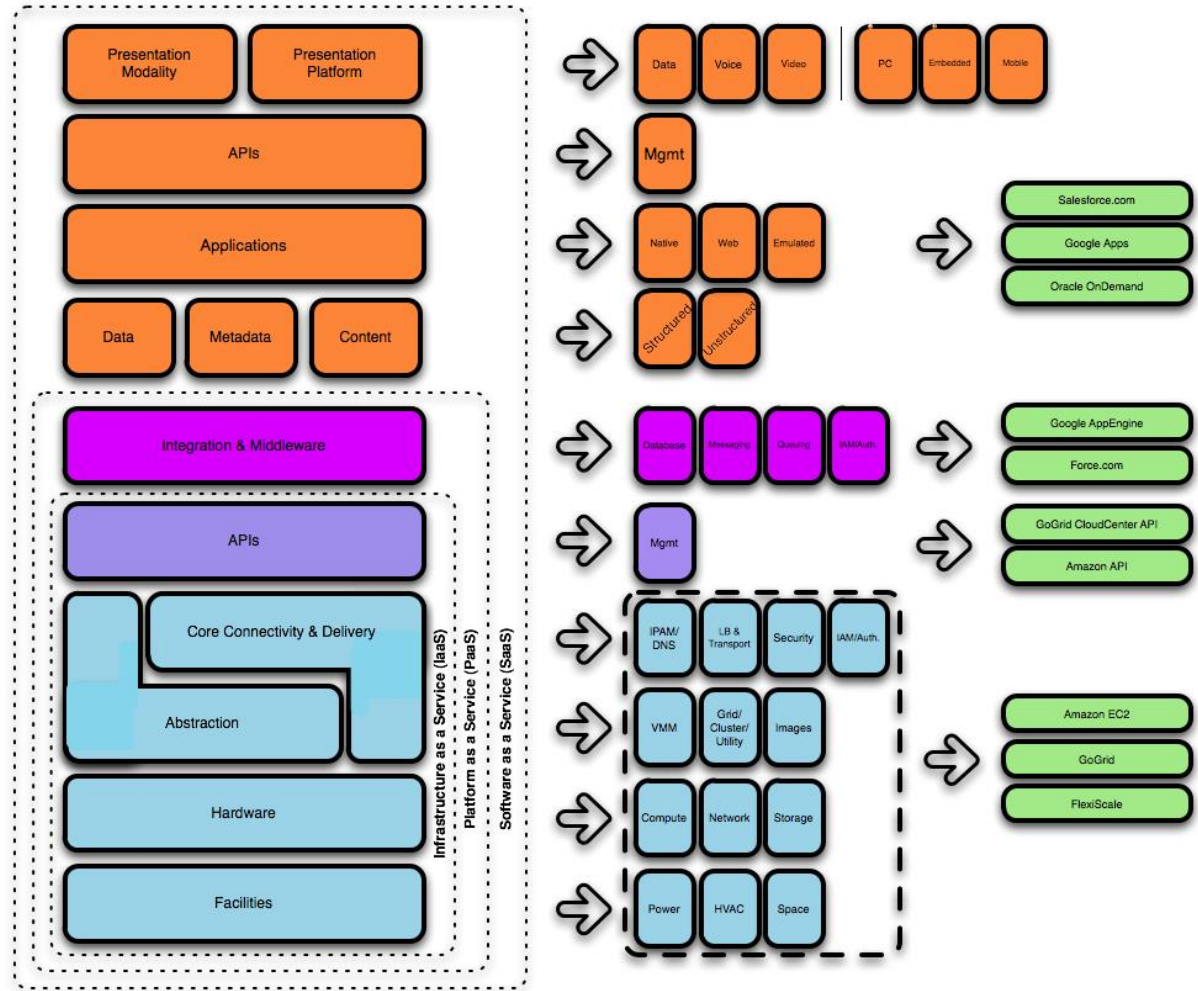 Presentation
Modality
Presentation
Platform
Data
Voice
Video
PC
Embedded
Mobile
APIs
Mgmt
Applications
Native
Web
Emulated
Salesforce.com
Google Apps
Oracle OnDemand
Data
Metadata
Content
Structured
Unstructured
Integration & Middleware
Database
Messaging
Queuing
IAM/Auth.
Google AppEngine
Force.com
APIs
Mgmt
GoGrid CloudCenter API
Amazon API
Core Connectivity & Delivery
Abstraction
IPAM/
DNS
LB &
Transport
Security
IAM/Auth.
VMM
Grid/
Cluster/
Utility
Images
Amazon EC2
GoGrid
FlexiScale
Hardware
Compute
Network
Storage
Facilities
Power
HVAC
Space
Infrastructure as a Service (IaaS)
Platform as a Service (PaaS)
Software as a Service (SaaS)